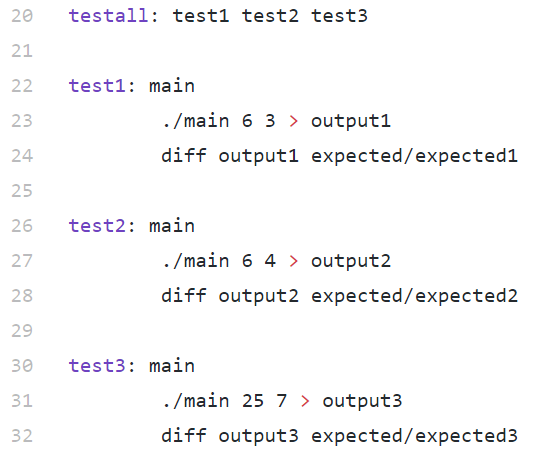 20 testall: test1 test2 test3
21
22 test1: main
23 ./main 6 3 > output1
24 diff output1 expected/expected1
25
26 test2: main
27 ./main 6 4 > output2
28 diff output2 expected/expected2
29
30 test3: main
31 ./main 25 7 > output3
32 diff output3 expected/expected3